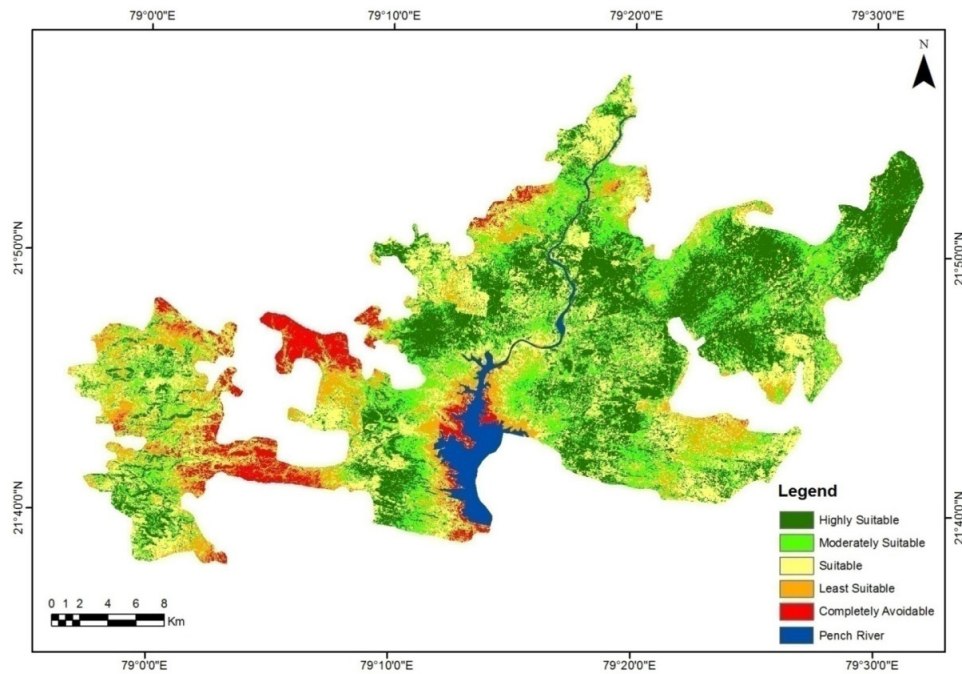 79°0'0"E 79°10'0"E 79°20'0"E 79°30'0"E
N
21°50'0"N 21°50'0"N
21°40'0"N 21°40'0"N
Legend
Highly Suitable
Moderately Suitable
Suitable
Least Suitable
Completely Avoidable
Pench River
0 1 2 4 6 8
Km
79°0'0"E 79°10'0"E 79°20'0"E 79°30'0"E